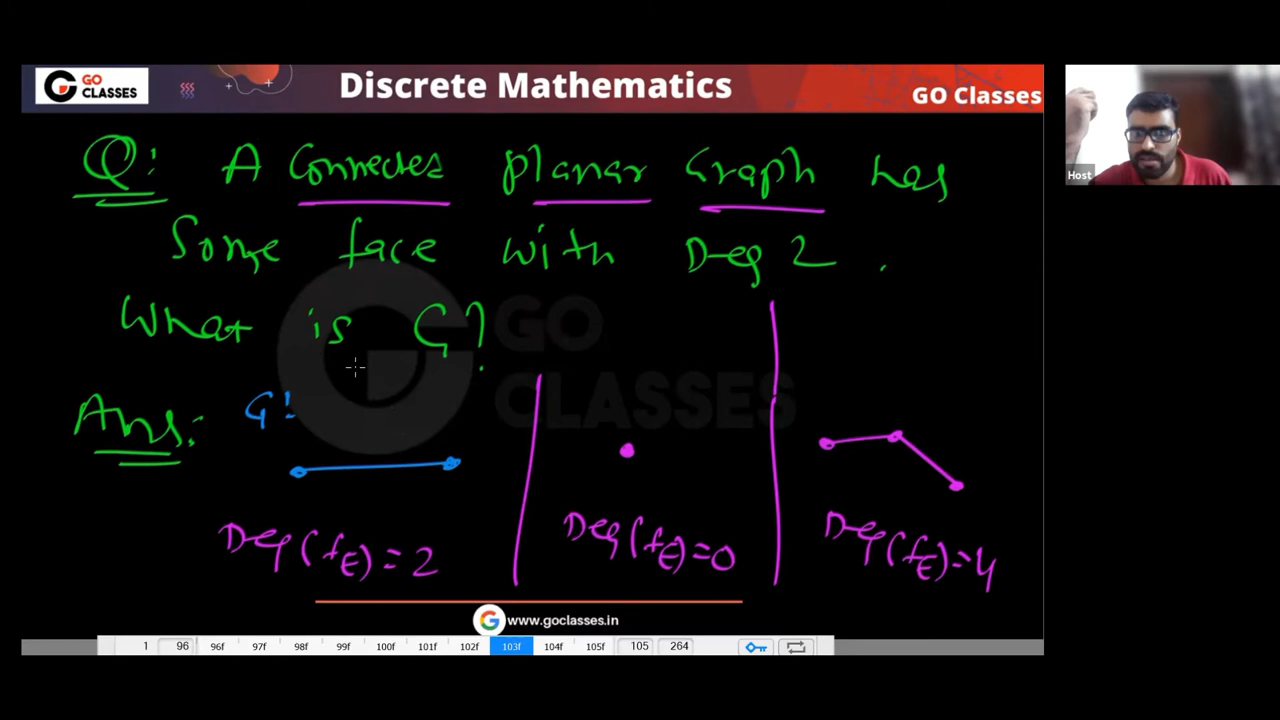 GO CLASSES
Discrete Mathematics
GO Classes
Q: A Connected planar Graph has
Some face with Deg 2.
What is G?
GO CLASSES
Ans: G:
Deg(fE)=2
Deg(fE)=0
Deg(fE)=4
www.goclasses.in
1 96 96f 97f 98f 99f 100f 101f 102f 103f 104f 105f 105 264
Host